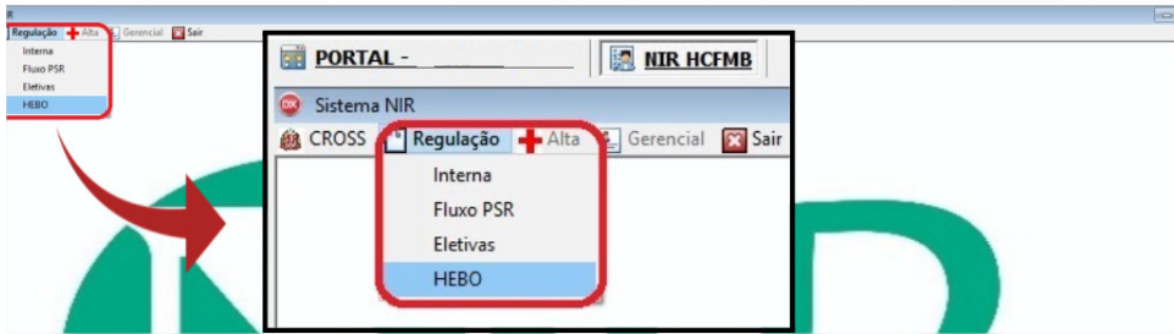 Regulação Alta Gerencial Sair
Interna
Fluxo PSR
Eletivas
HEBO
PORTAL - NIR HCFMB
Sistema NIR
CROSS Regulação Alta Gerencial Sair
Interna
Fluxo PSR
Eletivas
HEBO